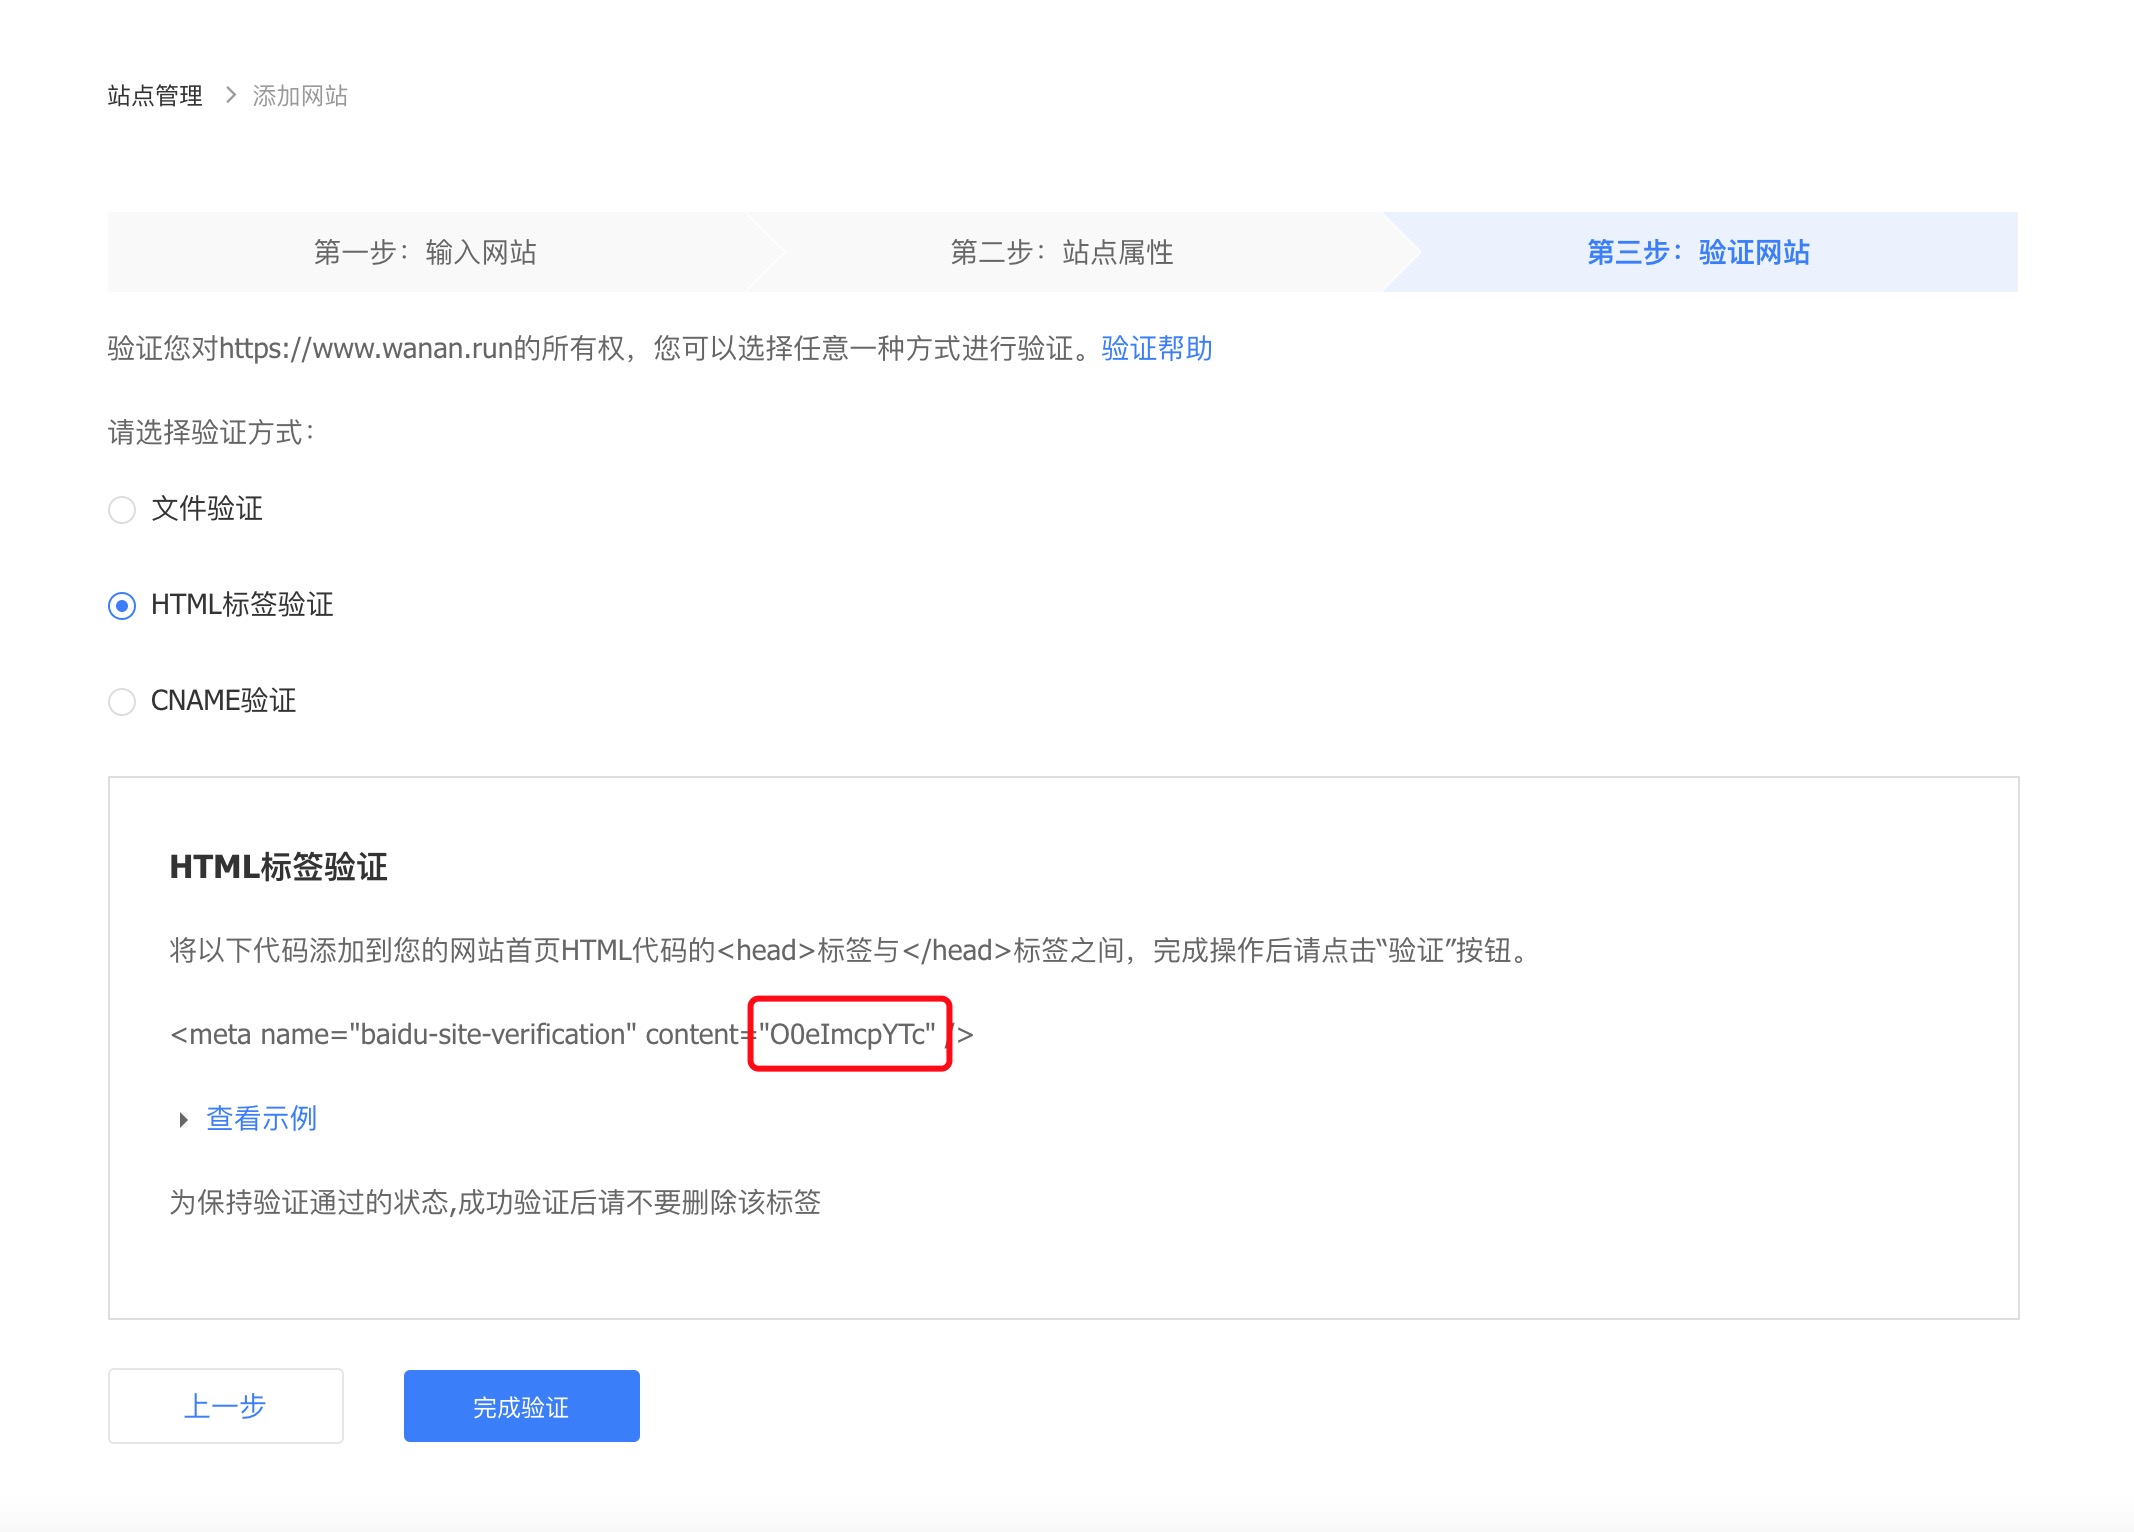 站点管理 > 添加网站
第一步：输入网站
第二步：站点属性
第三步：验证网站
验证您对https://www.wanan.run的所有权，您可以选择任意一种方式进行验证。验证帮助
请选择验证方式：
文件验证
HTML标签验证
CNAME验证
HTML标签验证
将以下代码添加到您的网站首页HTML代码的<head>标签与</head>标签之间，完成操作后请点击“验证”按钮。
<meta name="baidu-site-verification" content="O0eImcpYTc" />
查看示例
为保持验证通过的状态,成功验证后请不要删除该标签
上一步
完成验证